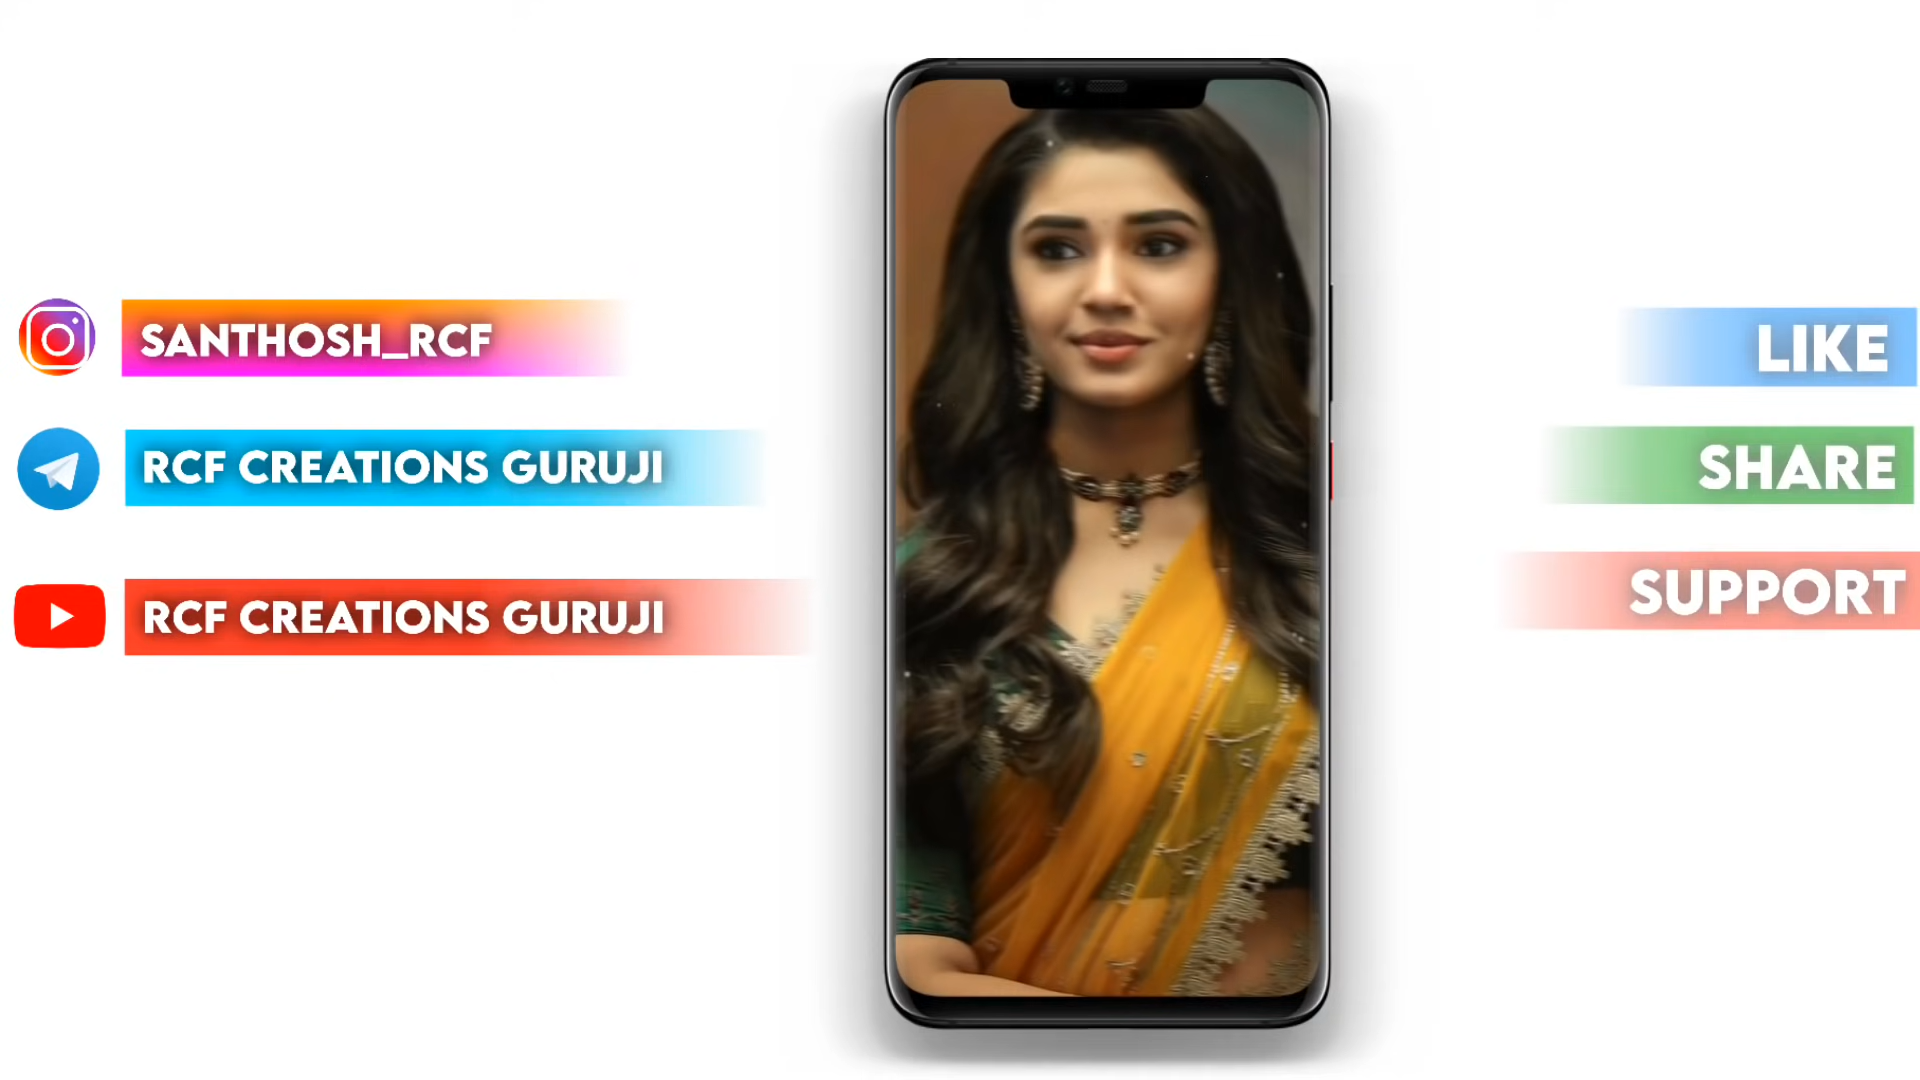 SANTHOSH_RCF
RCF CREATIONS GURUJI
RCF CREATIONS GURUJI
LIKE
SHARE
SUPPORT